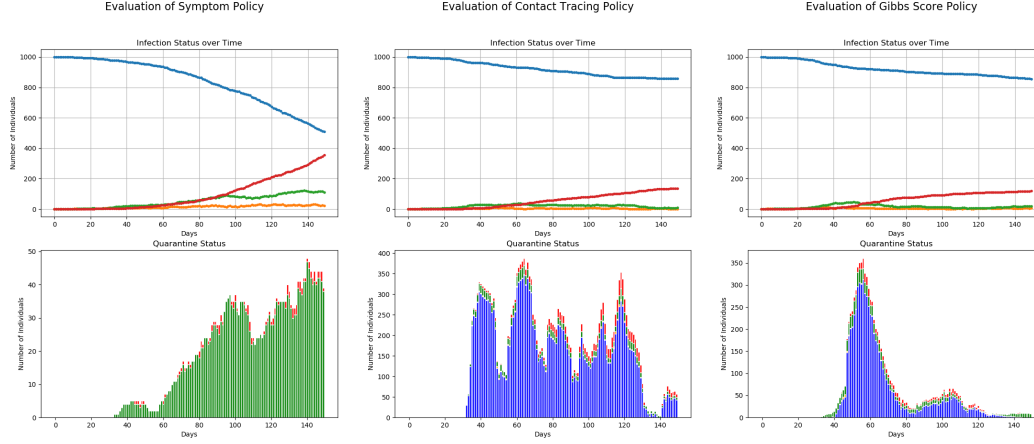 Evaluation of Symptom Policy
Infection Status over Time
Number of Individuals
1000
800
600
400
200
0
0 20 40 60 80 100 120 140
Days
Quarantine Status
Number of Individuals
50
40
30
20
10
0
0 20 40 60 80 100 120 140
Days
Evaluation of Contact Tracing Policy
Infection Status over Time
Number of Individuals
1000
800
600
400
200
0
0 20 40 60 80 100 120 140
Days
Quarantine Status
Number of Individuals
400
350
300
250
200
150
100
50
0
0 20 40 60 80 100 120 140
Days
Evaluation of Gibbs Score Policy
Infection Status over Time
Number of Individuals
1000
800
600
400
200
0
0 20 40 60 80 100 120 140
Days
Quarantine Status
Number of Individuals
350
300
250
200
150
100
50
0
0 20 40 60 80 100 120 140
Days